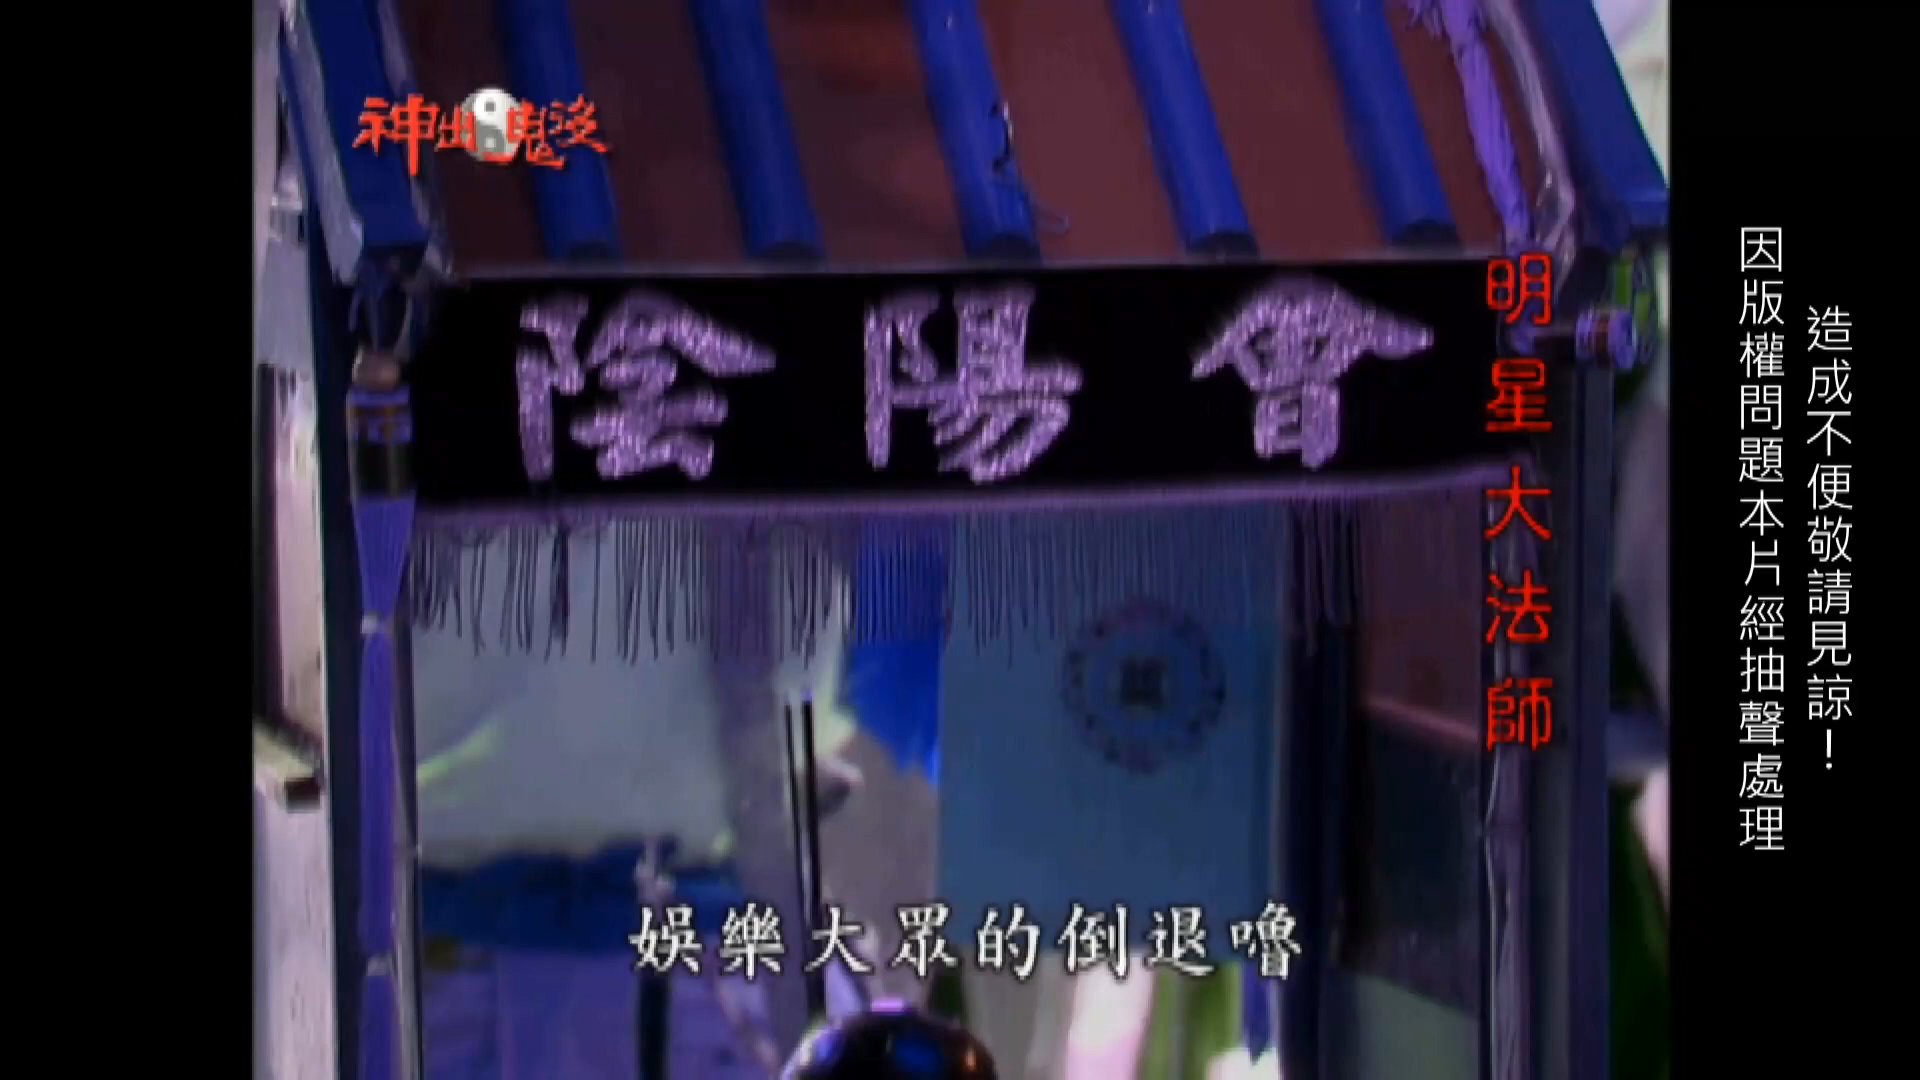 神出鬼沒
陰陽會
明星大法師
娛樂大眾的倒退嚕
因版權問題本片經抽聲處理
造成不便敬請見諒！